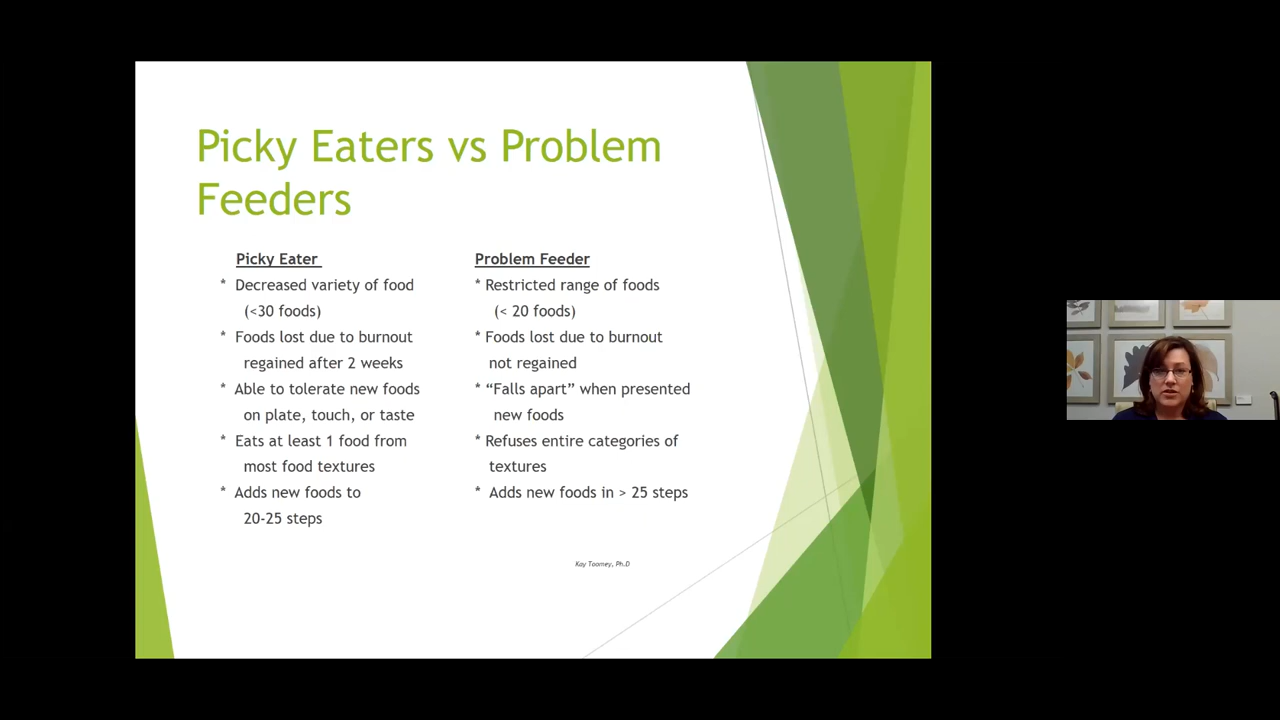 Picky Eaters vs Problem
Feeders
Picky Eater
* Decreased variety of food
(<30 foods)
* Foods lost due to burnout
regained after 2 weeks
* Able to tolerate new foods
on plate, touch, or taste
* Eats at least 1 food from
most food textures
* Adds new foods to
20-25 steps
Problem Feeder
* Restricted range of foods
(< 20 foods)
* Foods lost due to burnout
not regained
* “Falls apart” when presented
new foods
* Refuses entire categories of
textures
* Adds new foods in > 25 steps
Kay Toomey, Ph.D